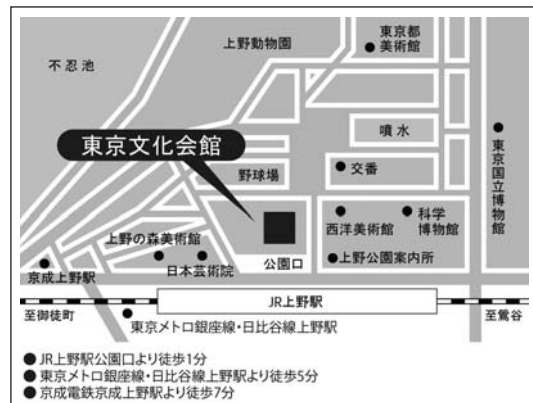 東京都
美術館
上野動物園
不忍池
噴水
東京文化会館
交番
東京国立博物館
野球場
西洋美術館
科学
博物館
上野の森美術館
日本芸術院
公園口
上野公園案内所
京成上野駅
JR上野駅
至御徒町
至鶯谷
東京メトロ銀座線・日比谷線上野駅
●JR上野駅公園口より徒歩1分
●東京メトロ銀座線・日比谷線上野駅より徒歩5分
●京成電鉄京成上野駅より徒歩7分